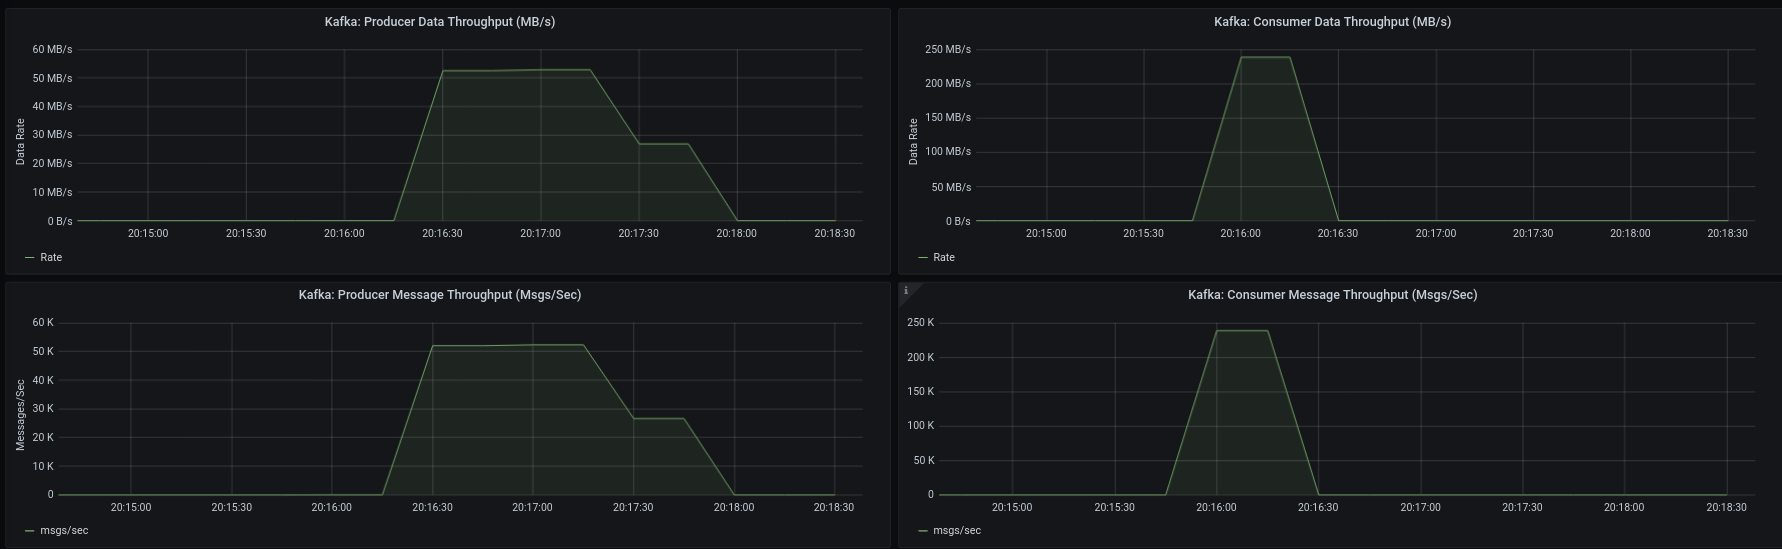 Kafka: Producer Data Throughput (MB/s)
60 MB/s
50 MB/s
40 MB/s
30 MB/s
20 MB/s
10 MB/s
0 B/s
Data Rate
20:15:00 20:15:30 20:16:00 20:16:30 20:17:00 20:17:30 20:18:00 20:18:30
Rate
Kafka: Consumer Data Throughput (MB/s)
250 MB/s
200 MB/s
150 MB/s
100 MB/s
50 MB/s
0 B/s
Data Rate
20:15:00 20:15:30 20:16:00 20:16:30 20:17:00 20:17:30 20:18:00 20:18:30
Rate
Kafka: Producer Message Throughput (Msgs/Sec)
60 K
50 K
40 K
30 K
20 K
10 K
0
Messages/Sec
20:15:00 20:15:30 20:16:00 20:16:30 20:17:00 20:17:30 20:18:00 20:18:30
msgs/sec
i
Kafka: Consumer Message Throughput (Msgs/Sec)
250 K
200 K
150 K
100 K
50 K
0
20:15:00 20:15:30 20:16:00 20:16:30 20:17:00 20:17:30 20:18:00 20:18:30
msgs/sec